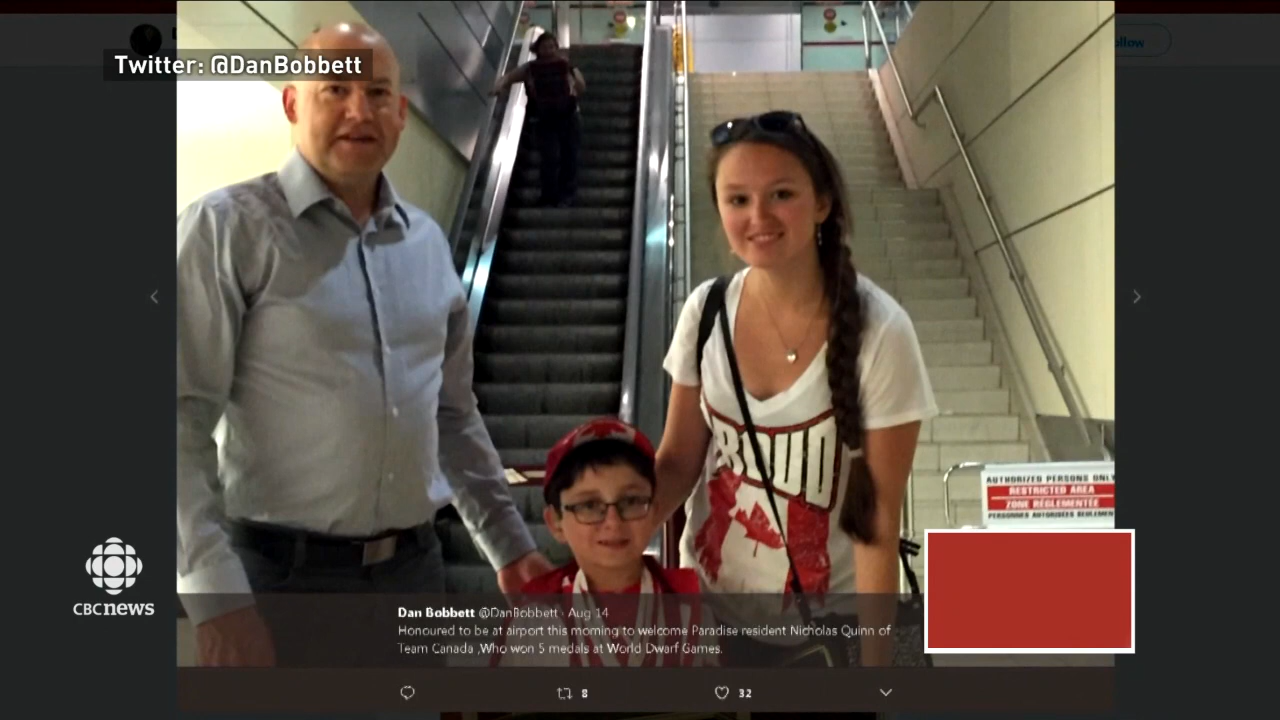 Twitter: @DanBobbett
PROUD
AUTHORIZED PERSONS ONLY
RESTRICTED AREA
ZONE RÉGLEMENTÉE
PERSONNES AUTORISÉES
CBCnews
Dan Bobbett @DanBobbett · Aug 14
Honoured to be at airport this morning to welcome Paradise resident Nicholas Quinn of
Team Canada ,Who won 5 medals at World Dwarf Games.
8
32